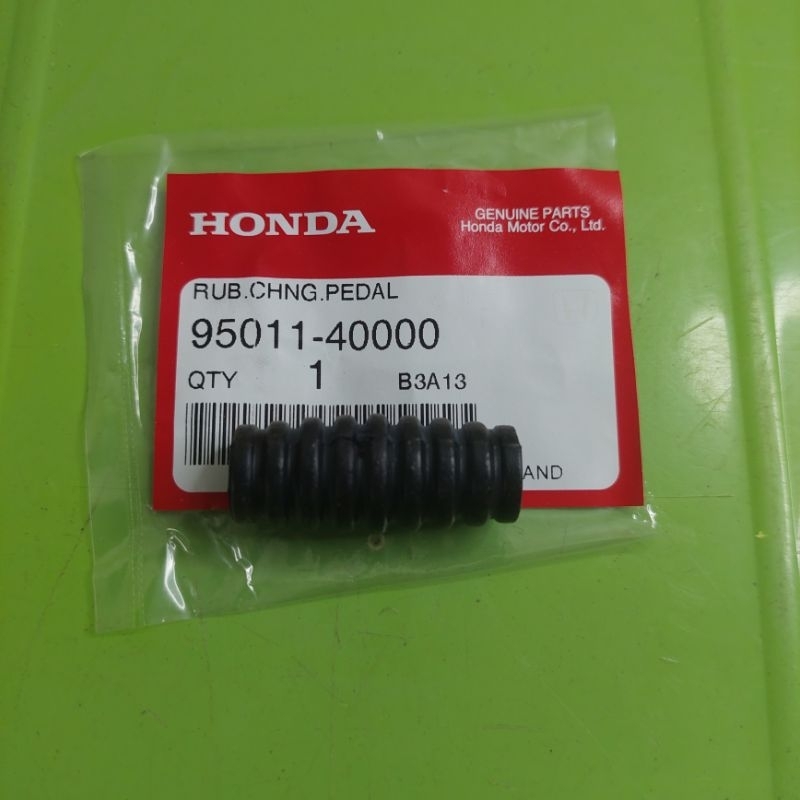 HONDA
GENUINE PARTS
Honda Motor Co., Ltd.
RUB.CHNG.PEDAL
95011-40000
QTY 1 B3A13
AND